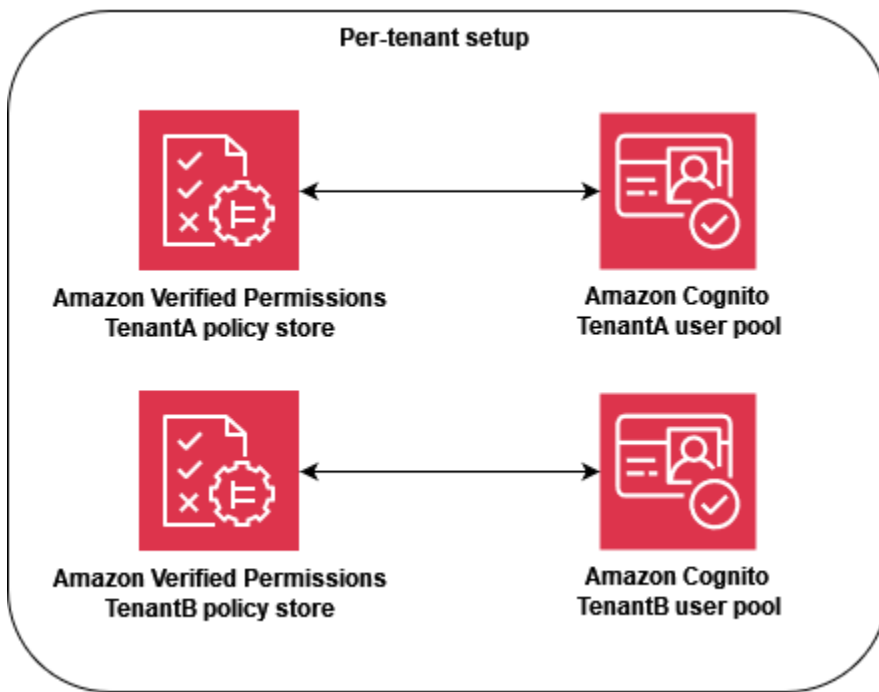 Per-tenant setup
Amazon Verified Permissions
TenantA policy store
Amazon Cognito
TenantA user pool
Amazon Verified Permissions
TenantB policy store
Amazon Cognito
TenantB user pool